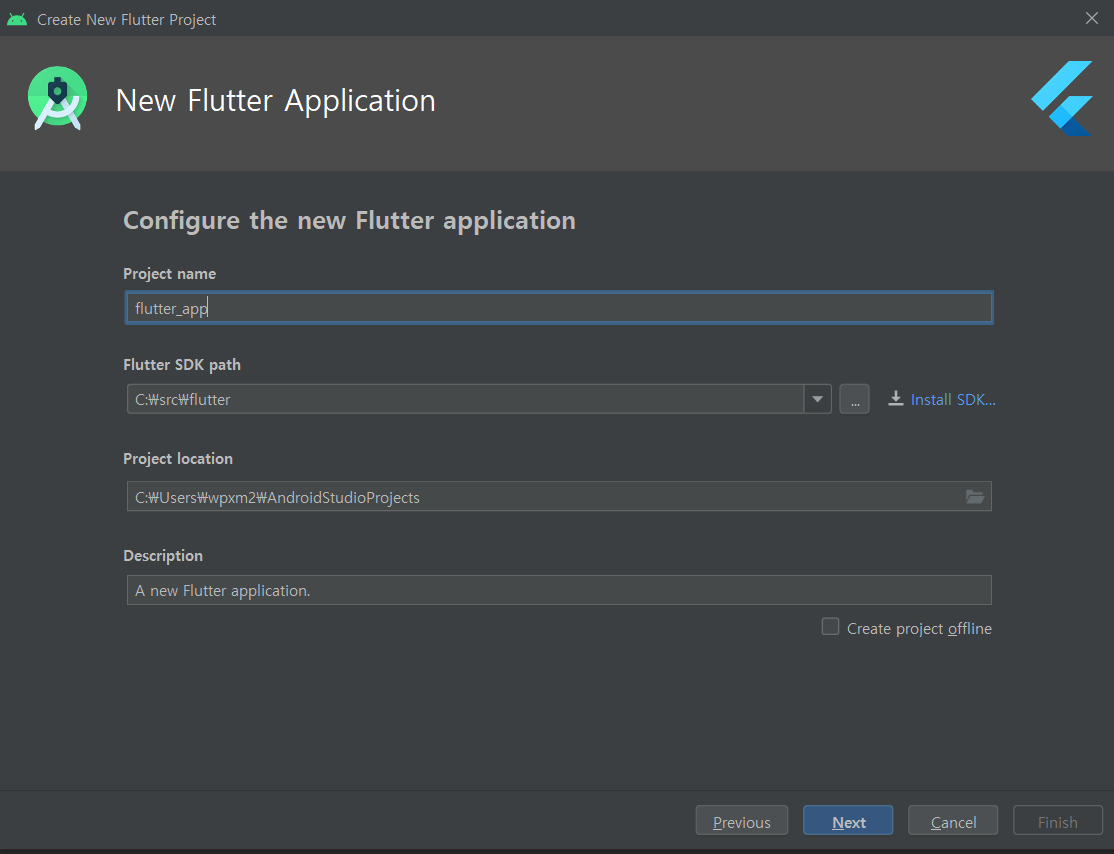 Create New Flutter Project
New Flutter Application
Configure the new Flutter application
Project name
flutter_app
Flutter SDK path
C:₩src₩flutter
...
Install SDK...
Project location
C:₩Users₩wpxm2₩AndroidStudioProjects
Description
A new Flutter application.
Create project offline
Previous
Next
Cancel
Finish